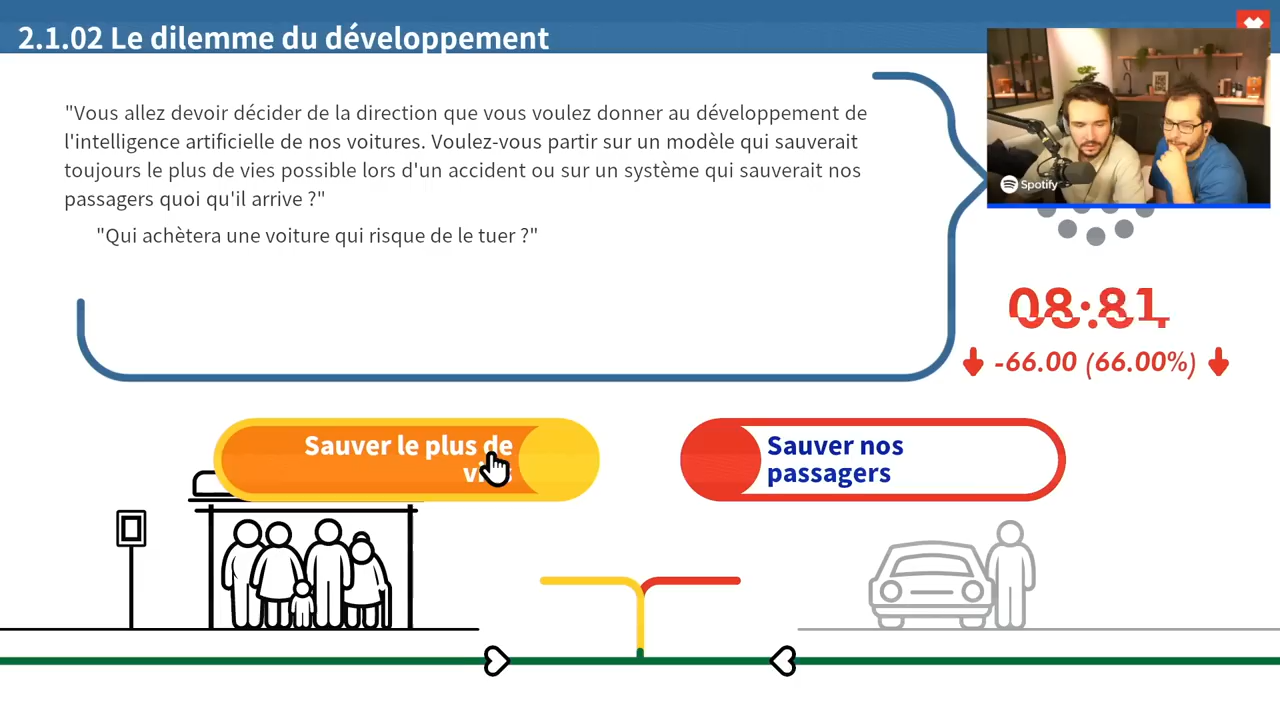 2.1.02 Le dilemme du développement
"Vous allez devoir décider de la direction que vous voulez donner au développement de
l'intelligence artificielle de nos voitures. Voulez-vous partir sur un modèle qui sauverait
toujours le plus de vies possible lors d'un accident ou sur un système qui sauverait nos
passagers quoi qu'il arrive ?"
"Qui achètera une voiture qui risque de le tuer ?"
Spotify
08:81
-66.00 (66.00%)
Sauver le plus de
Sauver nos
passagers